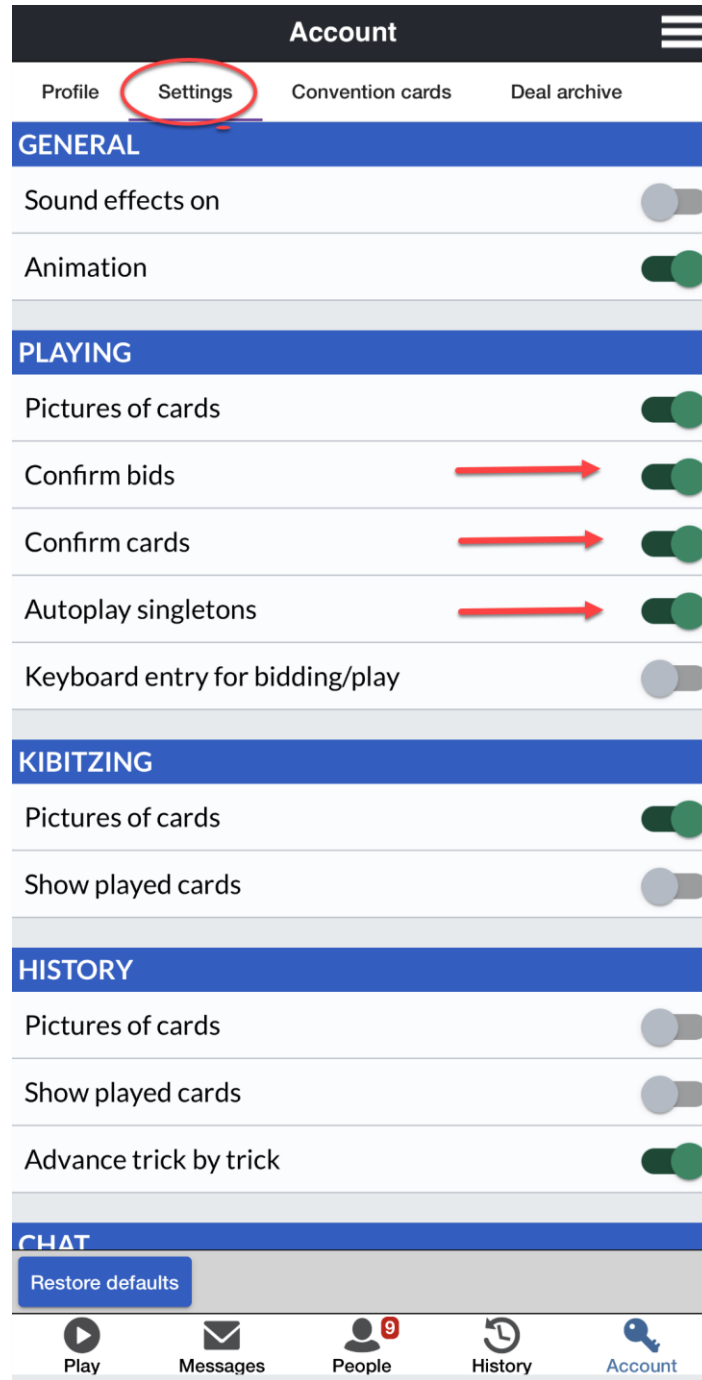 Account
Profile Settings Convention cards Deal archive
GENERAL
Sound effects on
Animation
PLAYING
Pictures of cards
Confirm bids
Confirm cards
Autoplay singletons
Keyboard entry for bidding/play
KIBITZING
Pictures of cards
Show played cards
HISTORY
Pictures of cards
Show played cards
Advance trick by trick
CHAT
Restore defaults
9
Play Messages People History Account